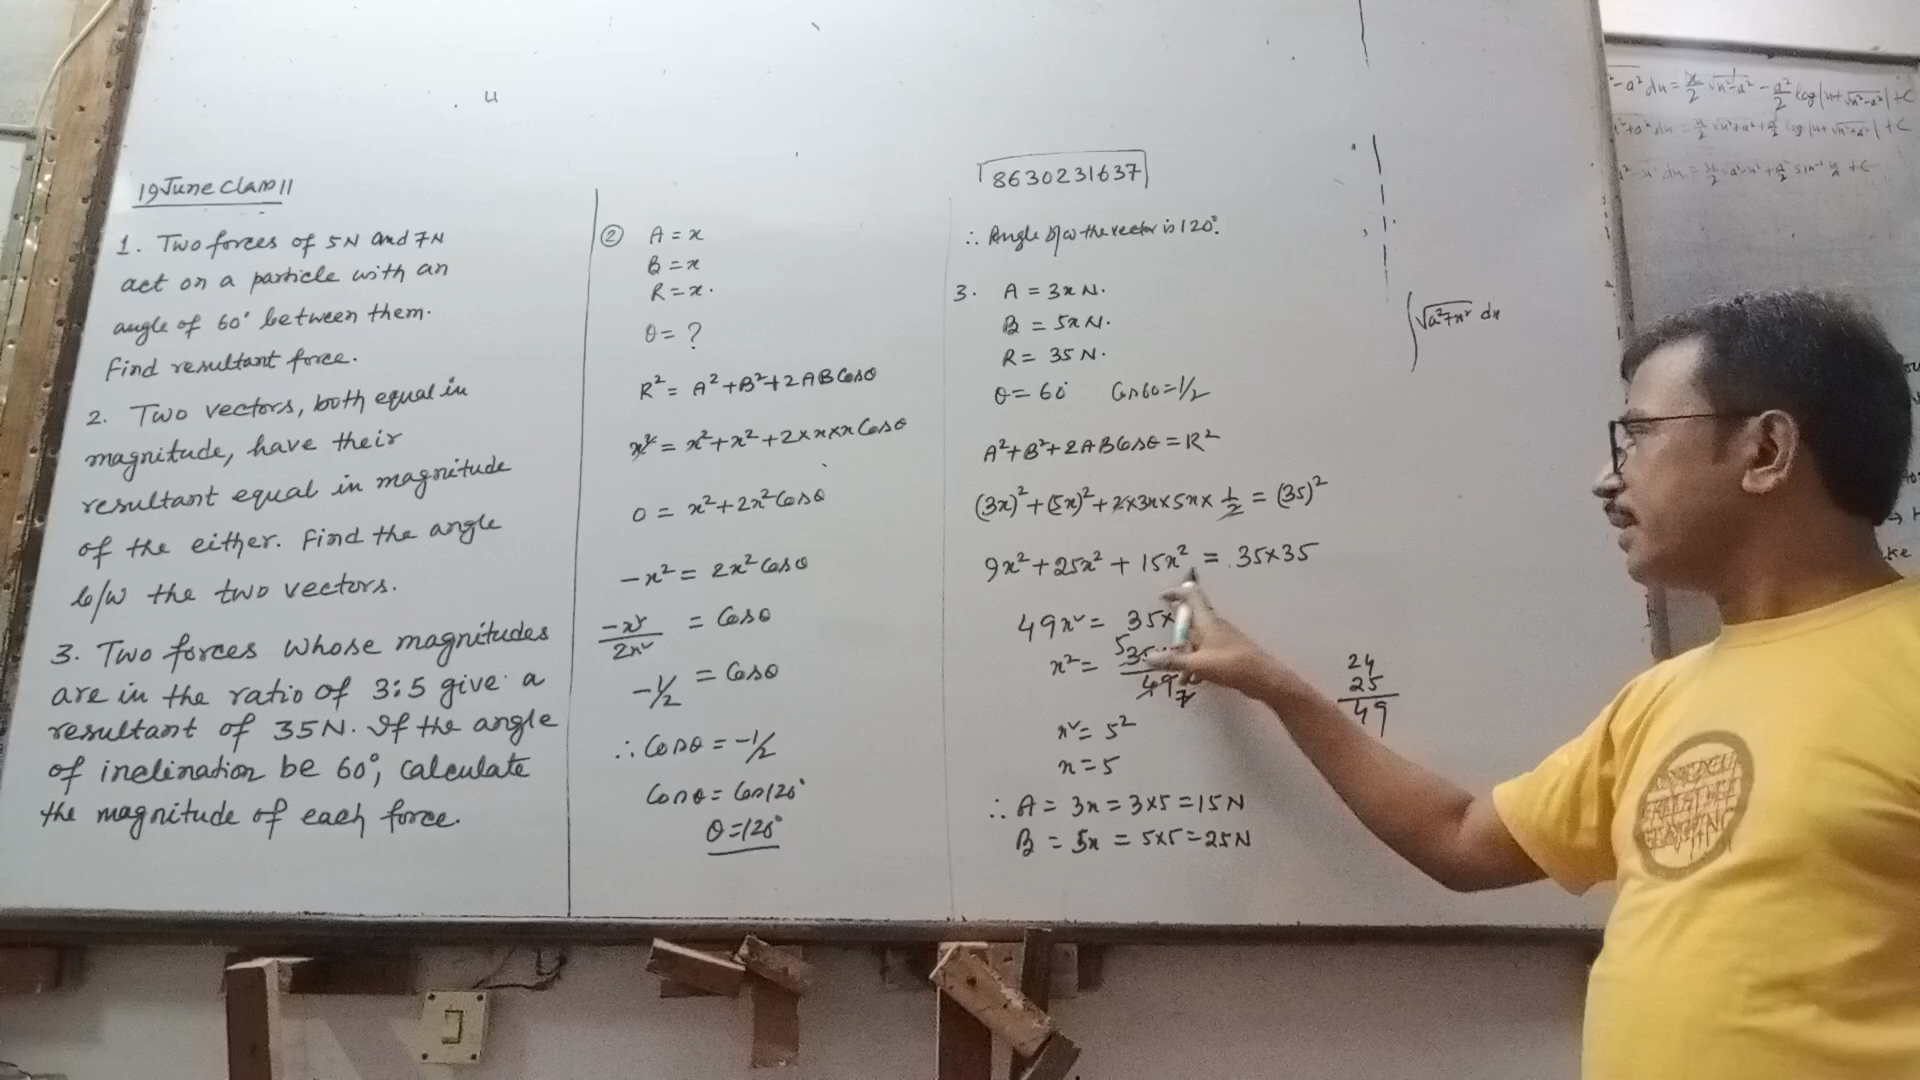 u
19 June Class 11
1. Two forces of 5N and 7N
act on a particle with an
angle of 60° between them.
Find resultant force.
2. Two vectors, both equal in
magnitude, have their
resultant equal in magnitude
of the either. Find the angle
b/w the two vectors.
3. Two forces whose magnitudes
are in the ratio of 3:5 give a
resultant of 35N. If the angle
of inclination be 60°, calculate
the magnitude of each force.
② A = x
B = x
R = x.
θ = ?
R² = A² + B² + 2ABCosθ
x² = x² + x² + 2×x×x Cosθ
0 = x² + 2x² Cosθ
-x² = 2x² Cosθ
-x²/2x² = Cosθ
-1/2 = Cosθ
∴ Cosθ = -1/2
Cosθ = Cos120°
θ = 120°
8630231637
∴ Angle b/w the vector is 120°.
3. A = 3x N.
B = 5x N.
R = 35 N.
θ = 60° Cos60 = 1/2
A² + B² + 2ABCosθ = R²
(3x)² + (5x)² + 2×3x×5x×1/2 = (35)²
9x² + 25x² + 15x² = 35×35
49x² = 35×
x² = 35
5
49
7
x² = 5²
x = 5
∴ A = 3x = 3×5 = 15N
B = 5x = 5×5 = 25N
24
25
49